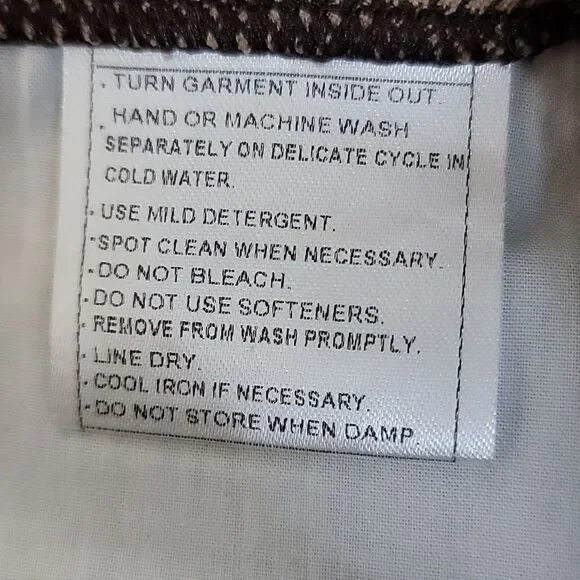 . TURN GARMENT INSIDE OUT.
. HAND OR MACHINE WASH
SEPARATELY ON DELICATE CYCLE IN
COLD WATER.
· USE MILD DETERGENT.
·SPOT CLEAN WHEN NECESSARY.
·DO NOT BLEACH.
·DO NOT USE SOFTENERS.
· REMOVE FROM WASH PROMPTLY.
·LINE DRY.
·COOL IRON IF NECESSARY.
·DO NOT STORE WHEN DAMP